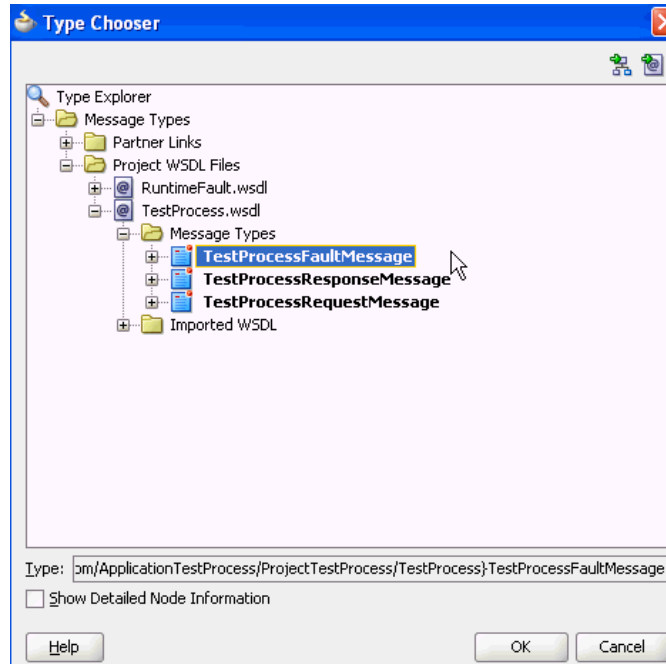 Type Chooser
Type Explorer
Message Types
Partner Links
Project WSDL Files
RuntimeFault.wsdl
TestProcess.wsdl
Message Types
TestProcessFaultMessage
TestProcessResponseMessage
TestProcessRequestMessage
Imported WSDL
Type: om/ApplicationTestProcess/ProjectTestProcess/TestProcess}TestProcessFaultMessage
Show Detailed Node Information
Help OK Cancel